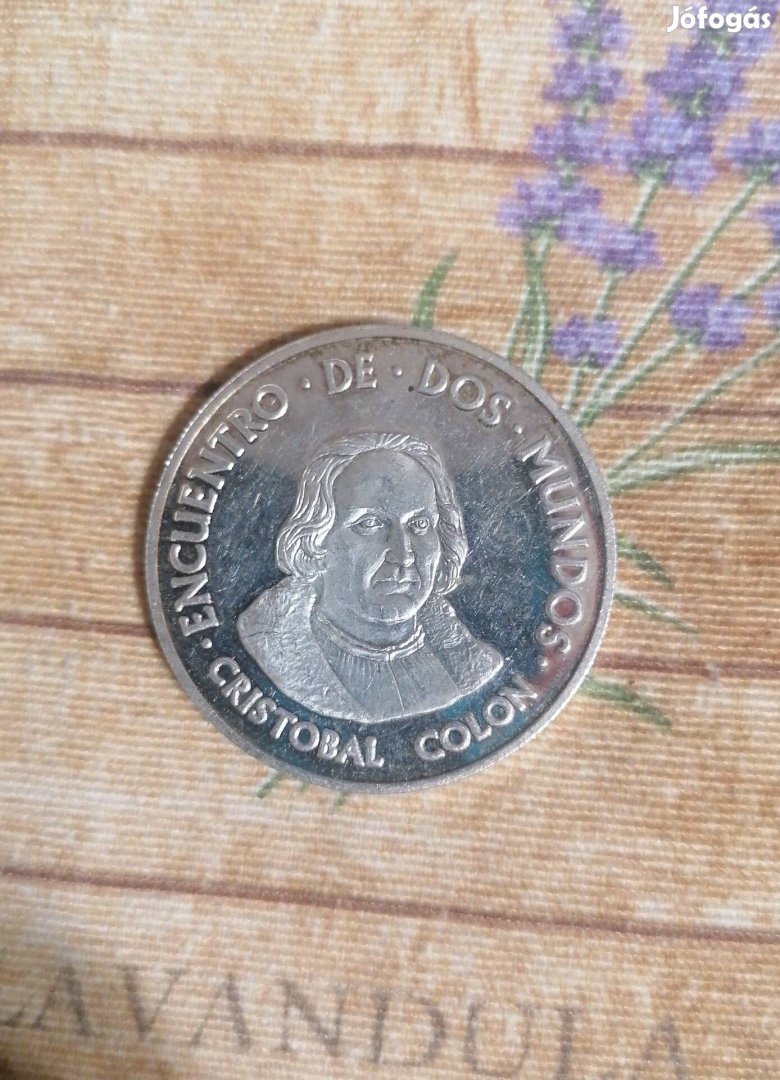 Jófogás
· ENCUENTRO · DE · DOS · MUNDOS ·
CRISTOBAL COLON
LAVANDULA